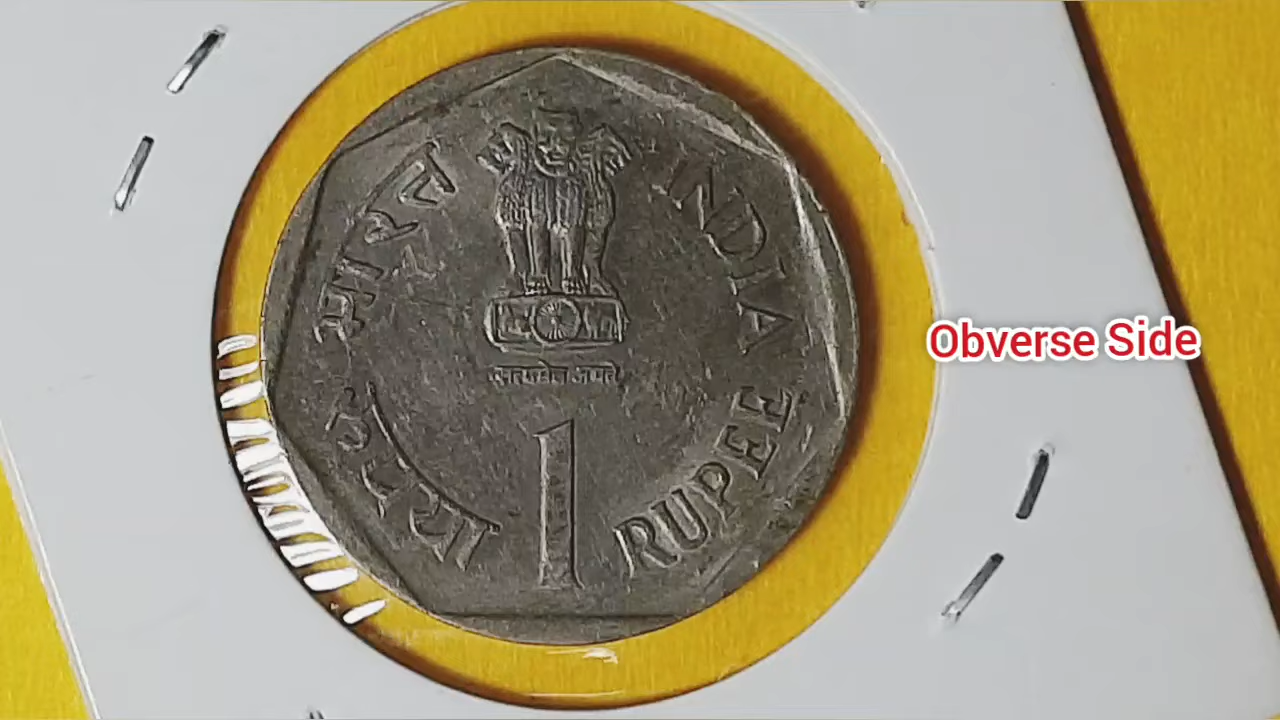 भारत
INDIA
सत्यमेव जयते
रुपया
1
RUPEE
Obverse Side